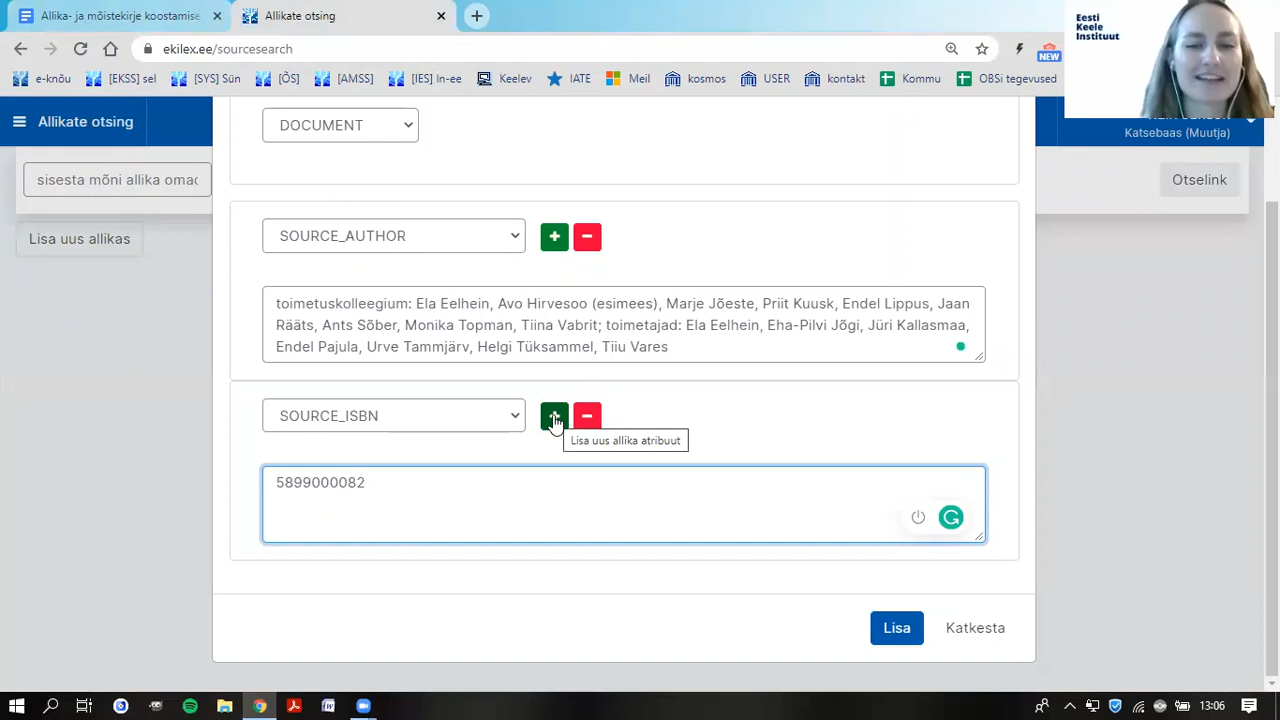 Allika- ja mõistekirje koostamise
Allikate otsing
ekilex.ee/sourcesearch
NEW
e-knõu
[EKSS] sel
[SYS] Sün
[ÕS]
[AMSS]
[IES] In-ee
Keelev
IATE
Meil
kosmos
USER
kontakt
Kommu
OBSi tegevused
Eesti
Keele
Instituut
Allikate otsing
Katsebaas (Muutja)
DOCUMENT
sisesta mõni allika omad
Otselink
Lisa uus allikas
SOURCE_AUTHOR
toimetuskolleegium: Ela Eelhein, Avo Hirvesoo (esimees), Marje Jõeste, Priit Kuusk, Endel Lippus, Jaan
Rääts, Ants Sõber, Monika Topman, Tiina Vabrit; toimetajad: Ela Eelhein, Eha-Pilvi Jõgi, Jüri Kallasmaa,
Endel Pajula, Urve Tammjärv, Helgi Tüksammel, Tiiu Vares
SOURCE_ISBN
Lisa uus allika atribuut
5899000082
Lisa
Katkesta
13:06